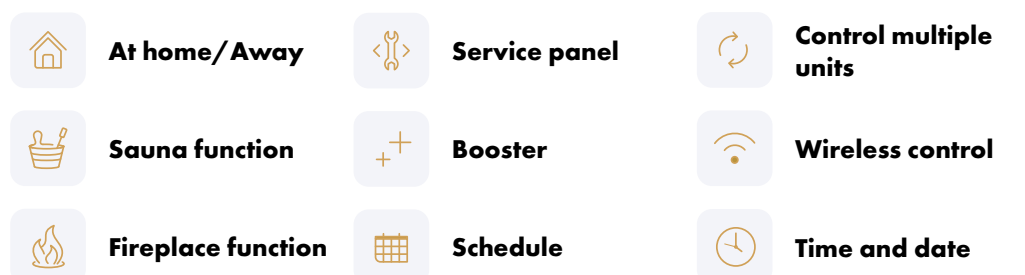 At home/Away
Service panel
Control multiple
units
Sauna function
Booster
Wireless control
Fireplace function
Schedule
Time and date